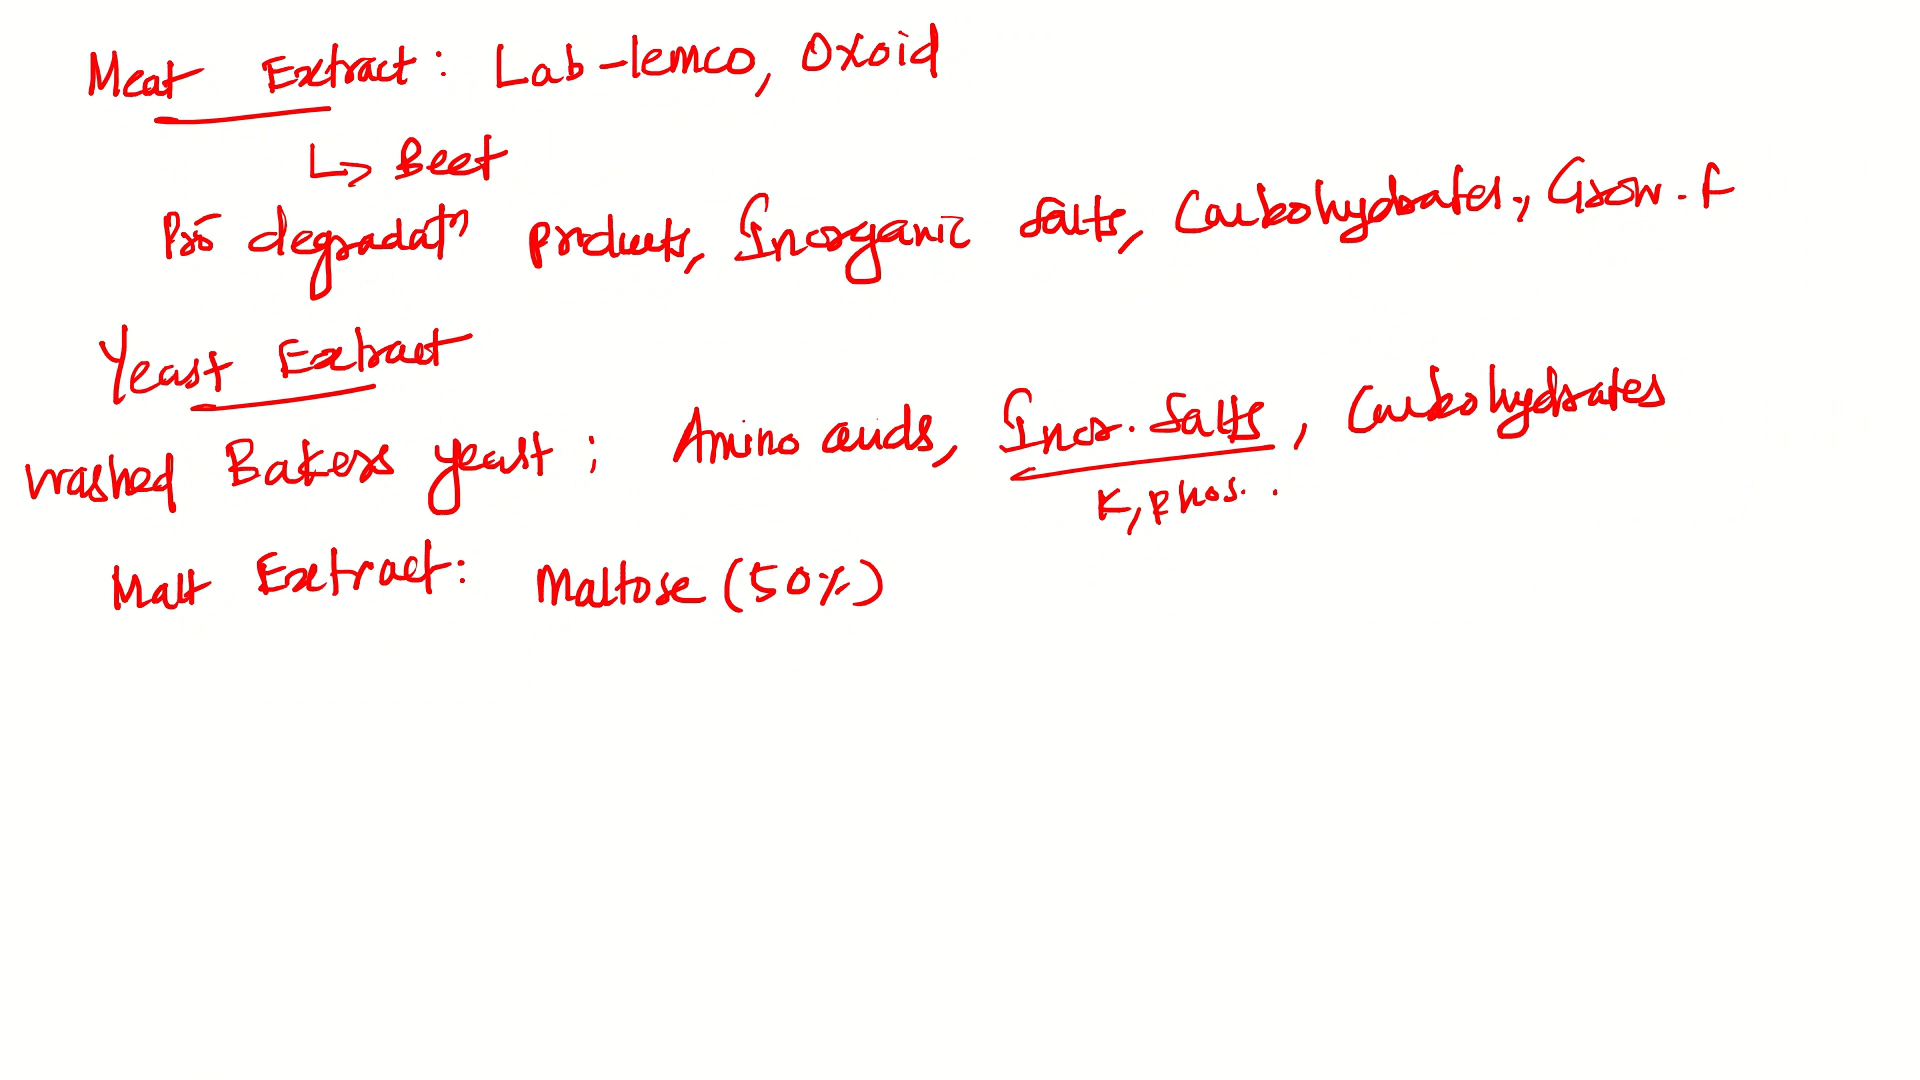 Meat Extract: Lab-lemco, Oxoid
↳ Beef
Pro degradatⁿ products, Inorganic salts, Carbohydrates, Grow. f
Yeast Extract
washed Bakers yeast; Amino acids, Inor. Salts, Carbohydrates
K, phos..
Malt Extract: Maltose (50%)